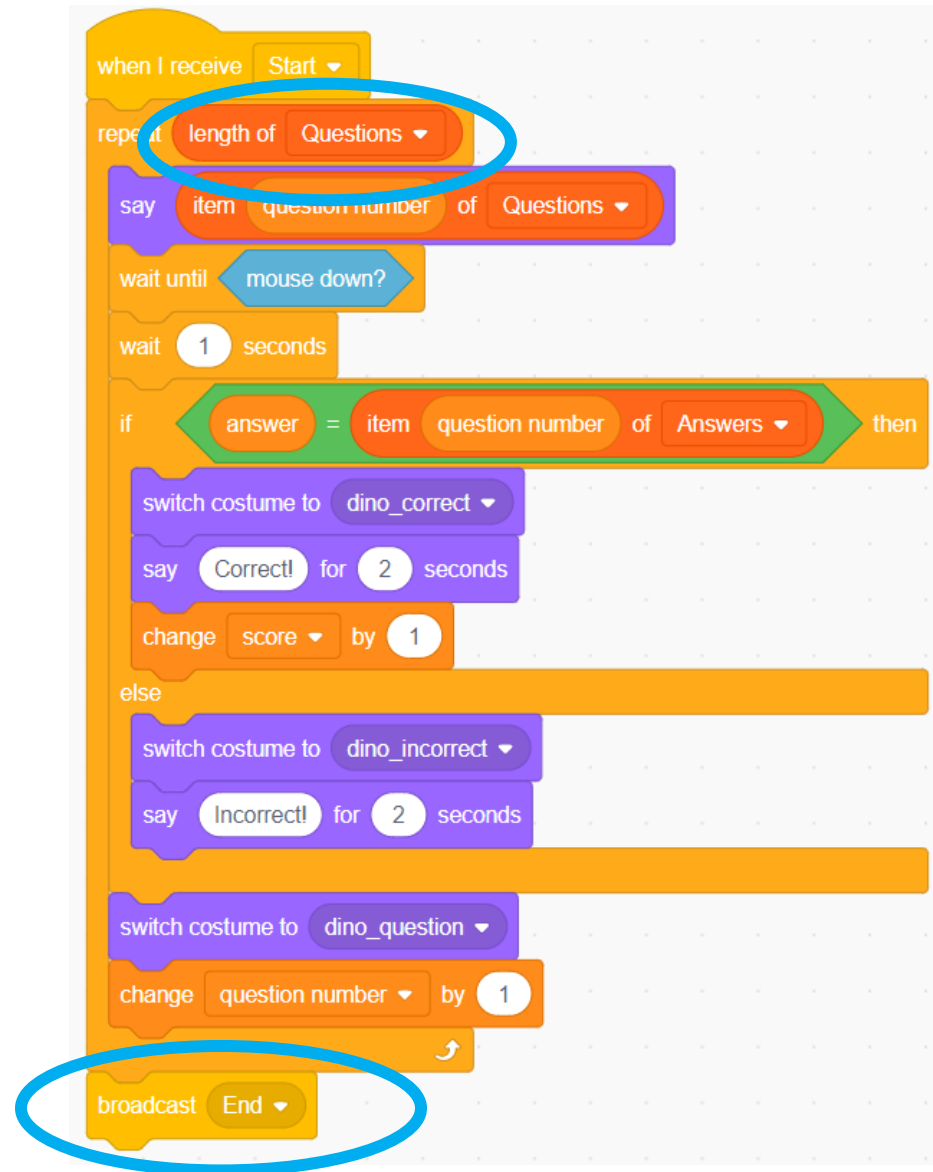 when I receive Start
repeat length of Questions
say item question number of Questions
wait until mouse down?
wait 1 seconds
if answer = item question number of Answers then
switch costume to dino_correct
say Correct! for 2 seconds
change score by 1
else
switch costume to dino_incorrect
say Incorrect! for 2 seconds
switch costume to dino_question
change question number by 1
broadcast End